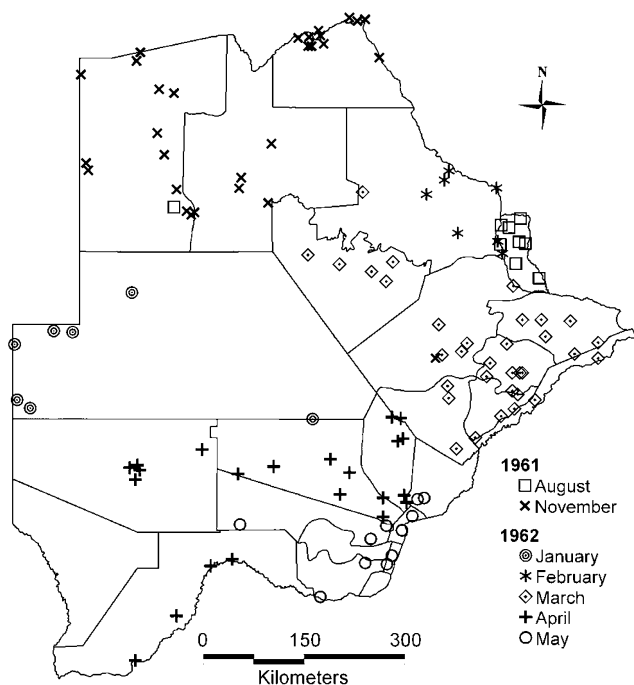 N
1961
August
November
1962
January
February
March
April
May
0 150 300
Kilometers